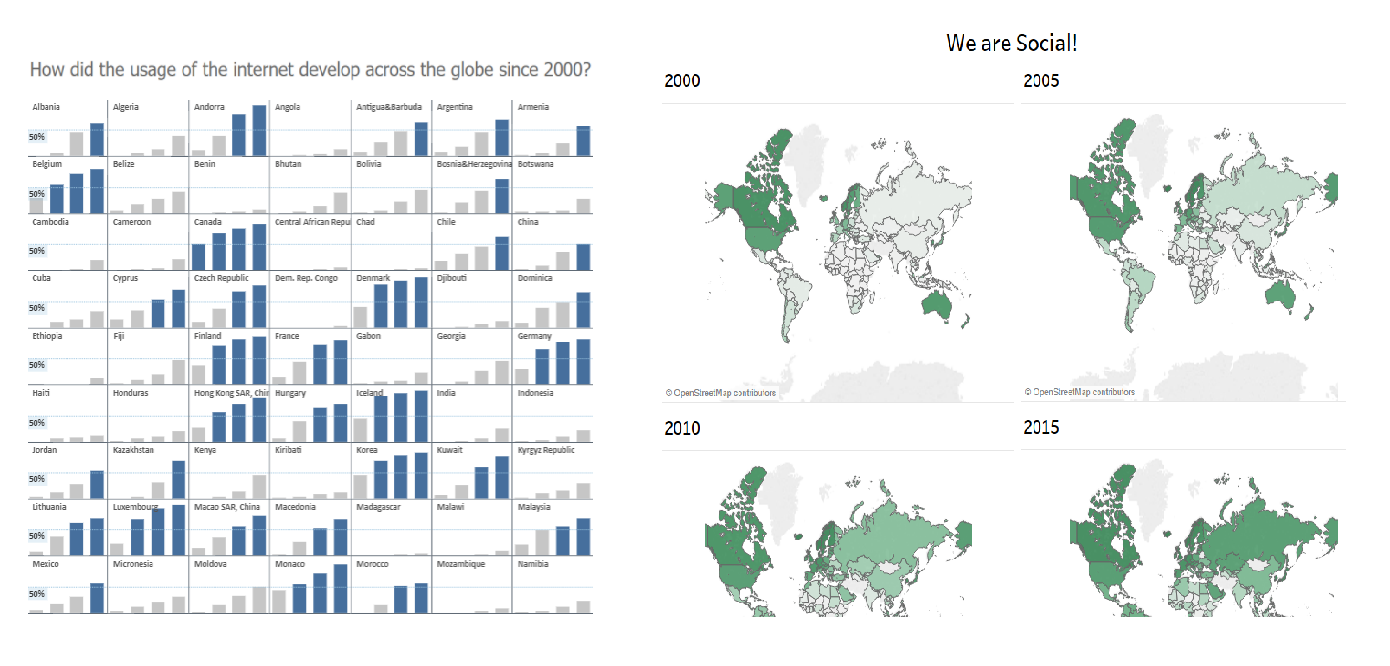 How did the usage of the internet develop across the globe since 2000?
Albania Algeria Andorra Angola Antigua&Barbuda Argentina Armenia
50%
Belgium Belize Benin Bhutan Bolivia Bosnia&Herzegovina Botswana
50%
Cambodia Cameroon Canada Central African Repu Chad Chile China
50%
Cuba Cyprus Czech Republic Dem. Rep. Congo Denmark Djibouti Dominica
50%
Ethiopia Fiji Finland France Gabon Georgia Germany
50%
Haiti Honduras Hong Kong SAR, Chin Hungary Iceland India Indonesia
50%
Jordan Kazakhstan Kenya Kiribati Korea Kuwait Kyrgyz Republic
50%
Lithuania Luxembourg Macao SAR, China Macedonia Madagascar Malawi Malaysia
50%
Mexico Micronesia Moldova Monaco Morocco Mozambique Namibia
50%
We are Social!
2000
2005
© OpenStreetMap contributors
© OpenStreetMap contributors
2010
2015